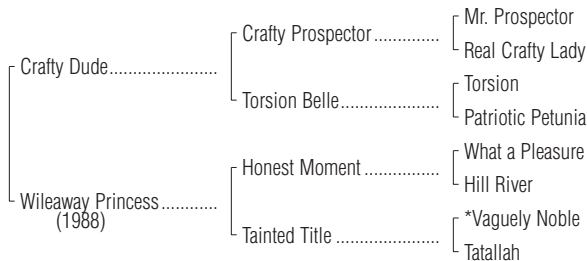 Mr. Prospector
Crafty Prospector ..............
Real Crafty Lady
Crafty Dude.......................
Torsion
Torsion Belle.....................
Patriotic Petunia
What a Pleasure
Honest Moment ................
Hill River
Wileaway Princess............
(1988)
*Vaguely Noble
Tainted Title ......................
Tatallah